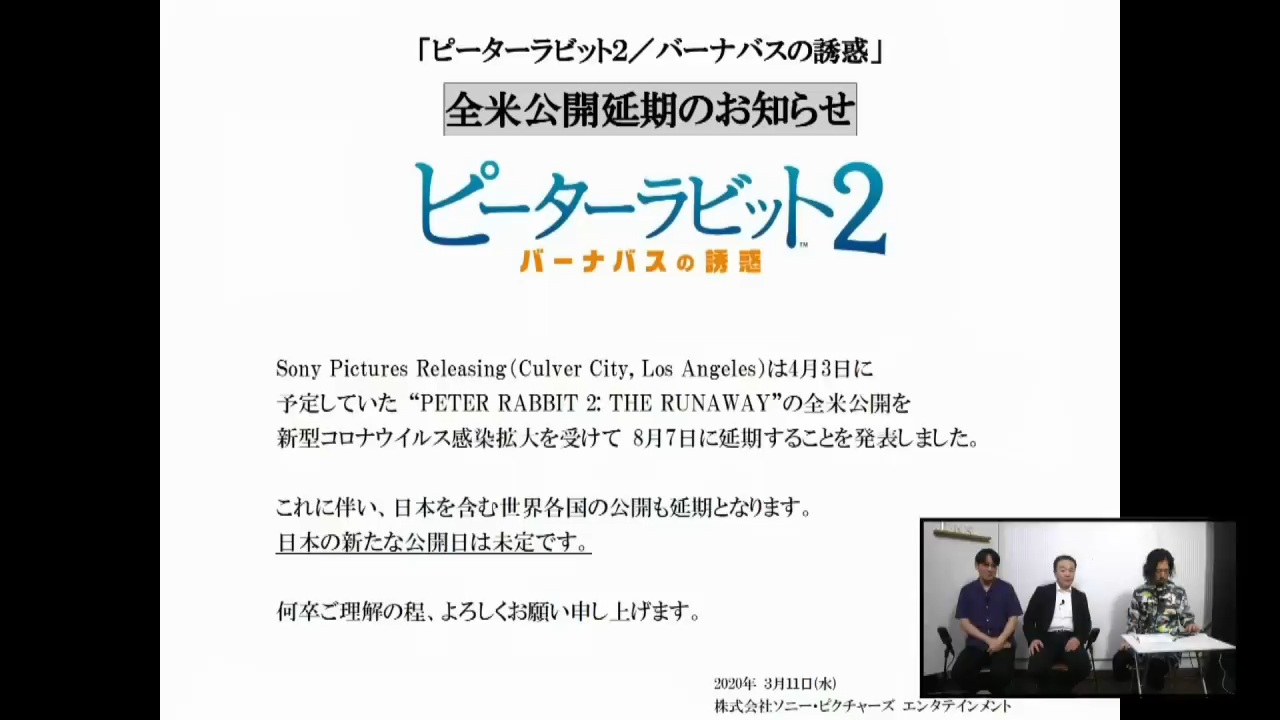 「ピーターラビット2／バーナバスの誘惑」
全米公開延期のお知らせ
ピーターラビット2
™
バーナバスの誘惑
Sony Pictures Releasing（Culver City, Los Angeles）は4月3日に
予定していた “PETER RABBIT 2: THE RUNAWAY”の全米公開を
新型コロナウイルス感染拡大を受けて 8月7日に延期することを発表しました。
これに伴い、日本を含む世界各国の公開も延期となります。
日本の新たな公開日は未定です。
何卒ご理解の程、よろしくお願い申し上げます。
2020年 3月11日(水)
株式会社ソニー・ピクチャーズ エンタテインメント